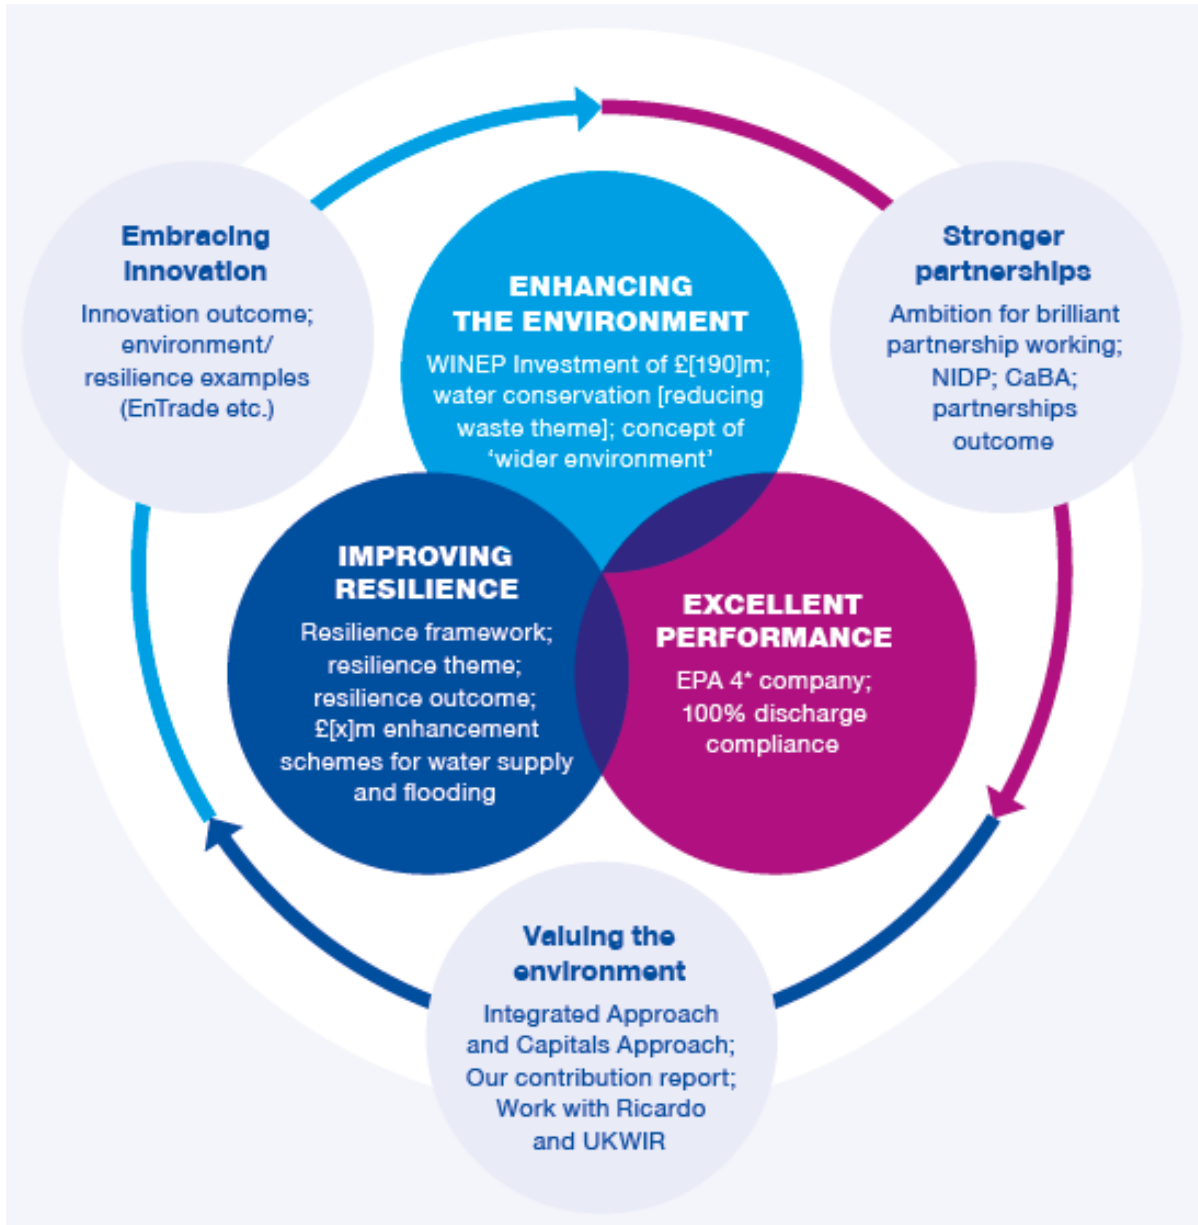 Embracing
Innovation
Innovation outcome;
environment/
resilience examples
(EnTrade etc.)
ENHANCING
THE ENVIRONMENT
WINEP Investment of £[190]m;
water conservation [reducing
waste theme]; concept of
‘wider environment’
Stronger
partnerships
Ambition for brilliant
partnership working;
NIDP; CaBA;
partnerships
outcome
IMPROVING
RESILIENCE
Resilience framework;
resilience theme;
resilience outcome;
£[x]m enhancement
schemes for water supply
and flooding
EXCELLENT
PERFORMANCE
EPA 4* company;
100% discharge
compliance
Valuing the
environment
Integrated Approach
and Capitals Approach;
Our contribution report;
Work with Ricardo
and UKWIR